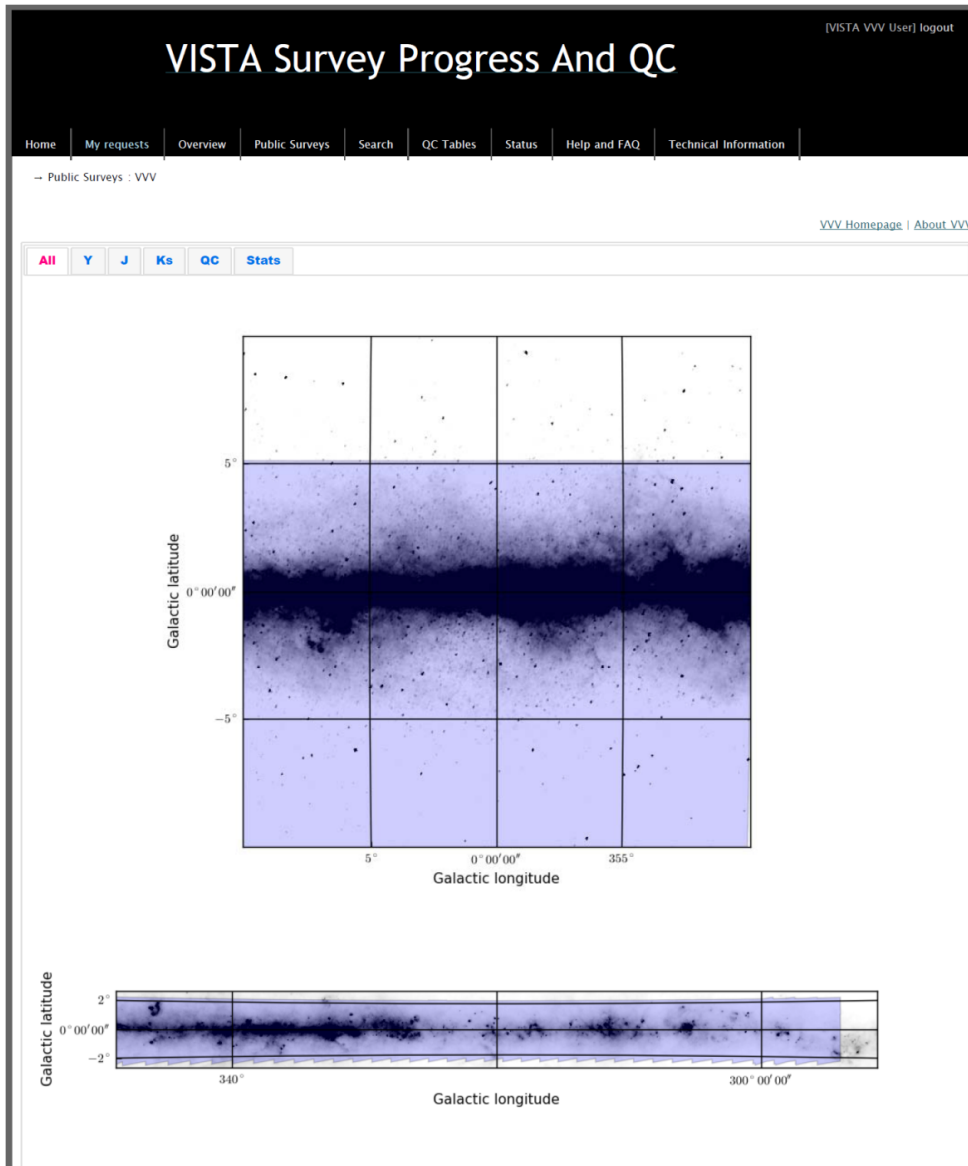 [VISTA VVV User] logout
VISTA Survey Progress And QC
Home My requests Overview Public Surveys Search QC Tables Status Help and FAQ Technical Information
→ Public Surveys : VVV
VVV Homepage | About VVV
All Y J Ks QC Stats
5°
0°00′00″
−5°
Galactic latitude
5° 0°00′00″ 355°
Galactic longitude
2°
0°00′00″
−2°
Galactic latitude
340° 300°00′00″
Galactic longitude